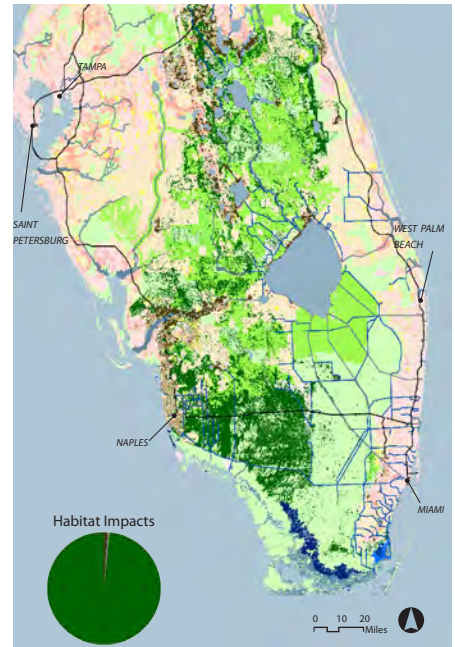 TAMPA
SAINT
PETERSBURG
WEST PALM
BEACH
NAPLES
MIAMI
Habitat Impacts
0 10 20
Miles